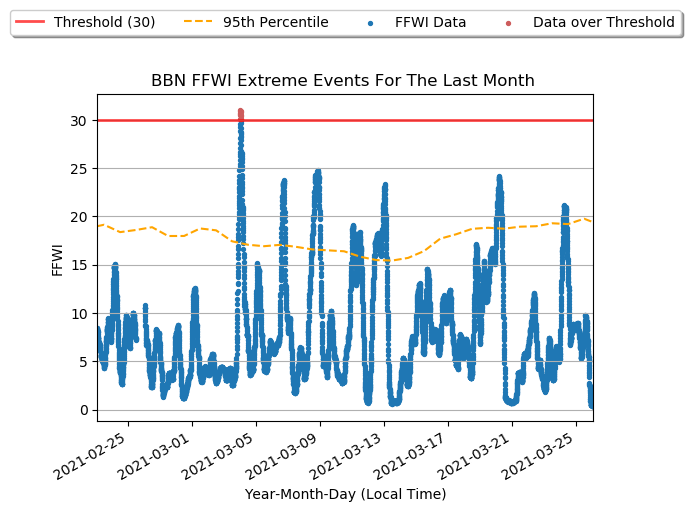 Threshold (30) 95th Percentile FFWI Data Data over Threshold
BBN FFWI Extreme Events For The Last Month
30
25
20
15
10
5
0
FFWI
2021-02-25 2021-03-01 2021-03-05 2021-03-09 2021-03-13 2021-03-17 2021-03-21 2021-03-25
Year-Month-Day (Local Time)